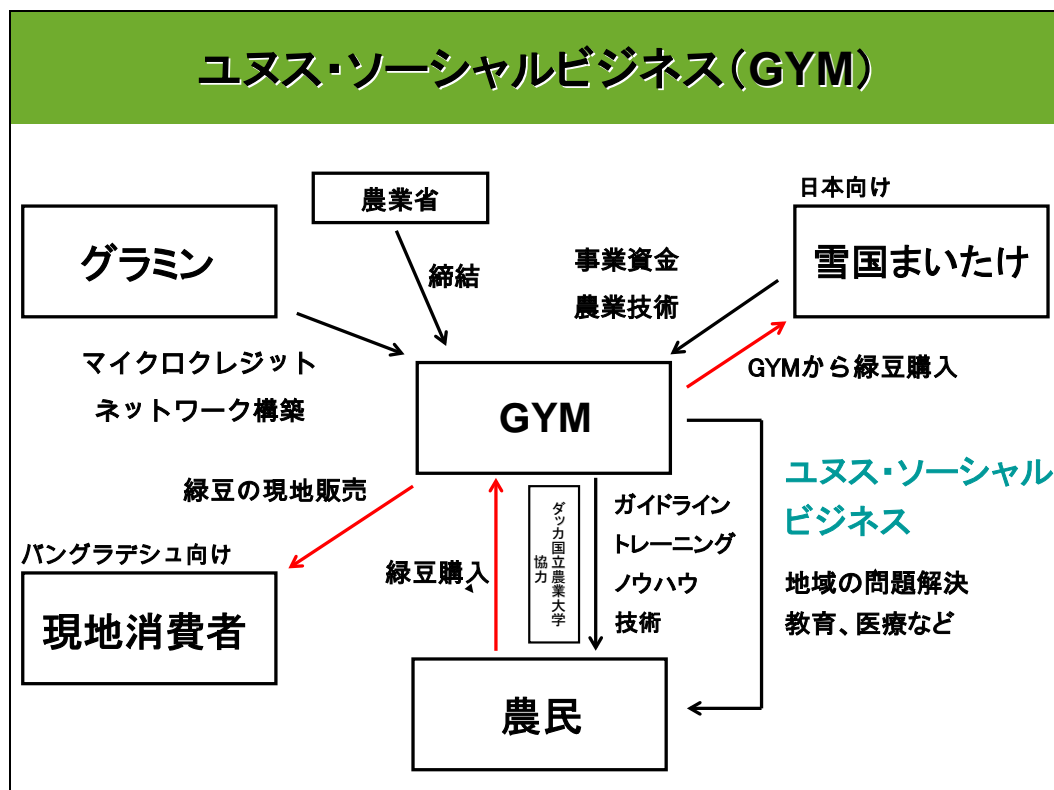 ユヌス・ソーシャルビジネス（GYM）
農業省
日本向け
グラミン
雪国まいたけ
締結
事業資金
農業技術
マイクロクレジット
ネットワーク構築
GYMから緑豆購入
GYM
緑豆の現地販売
ユヌス・ソーシャル
ビジネス
ガイドライン
トレーニング
ノウハウ
技術
ダッカ国立農業大学
協力
バングラデシュ向け
緑豆購入
地域の問題解決
教育、医療など
現地消費者
農民